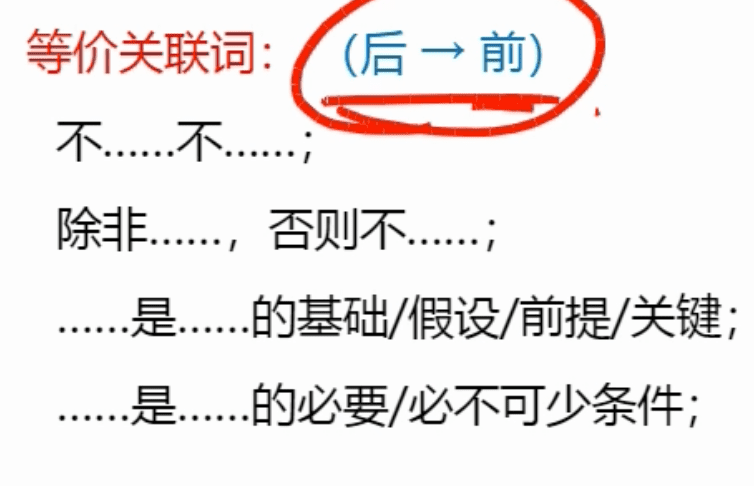 等价关联词： （后 → 前）
不……不……；
除非……，否则不……；
……是……的基础/假设/前提/关键；
……是……的必要/必不可少条件；